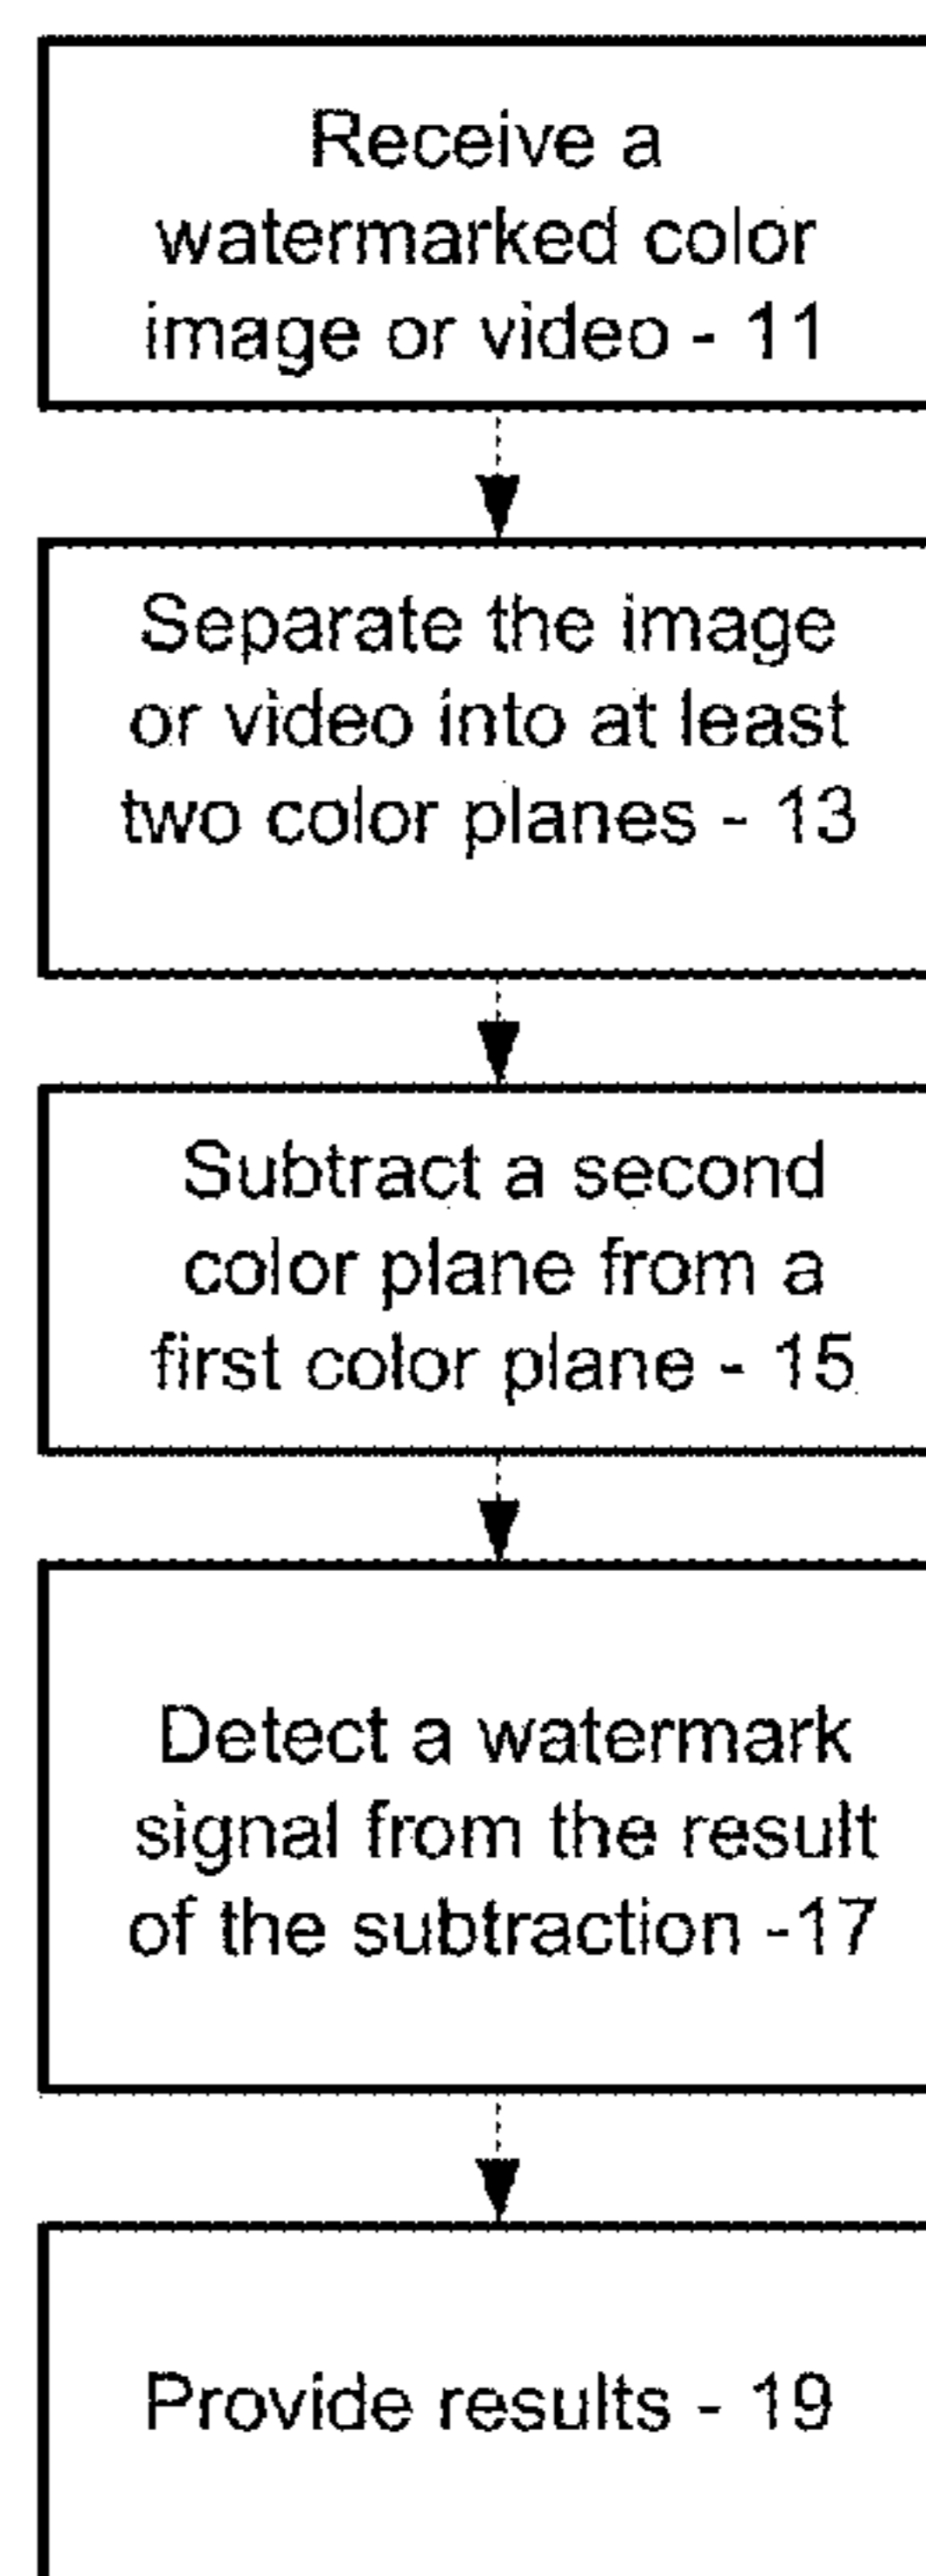 Receive a
watermarked color
image or video - 11
Separate the image
or video into at least
two color planes - 13
Subtract a second
color plane from a
first color plane - 15
Detect a watermark
signal from the result
of the subtraction -17
Provide results - 19